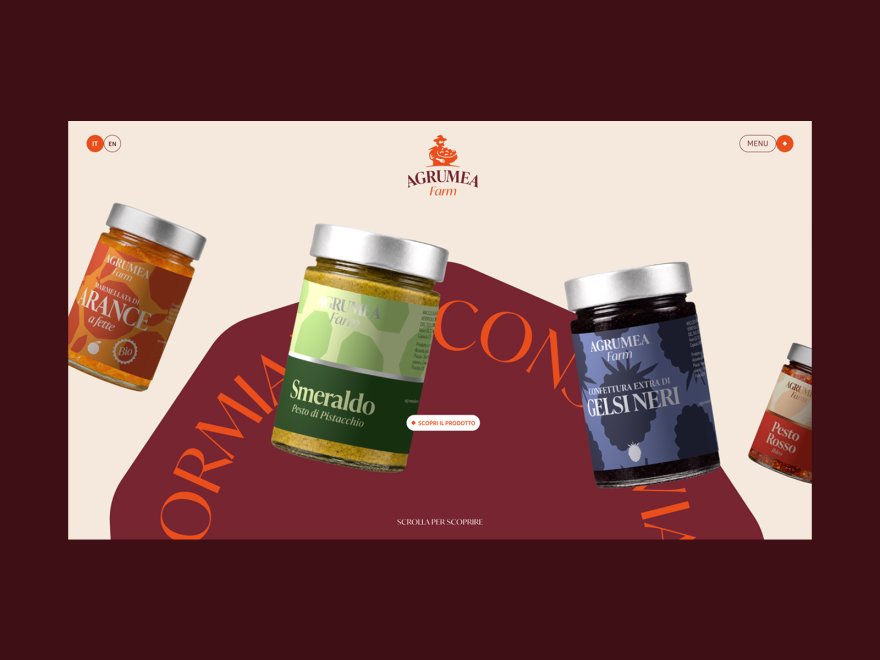 IT
EN
AGRUMEA
Farm
MENU
AGRUMEA
Farm
MARMELLATA DI
ARANCE
a fette
Bio
AGRUMEA
Farm
Smeraldo
Pesto di Pistacchio
SCOPRI IL PRODOTTO
AGRUMEA
Farm
CONFETTURA EXTRA DI
GELSI NERI
Pesto
Rosso
ORMIA
CONS
SCROLLA PER SCOPRIRE